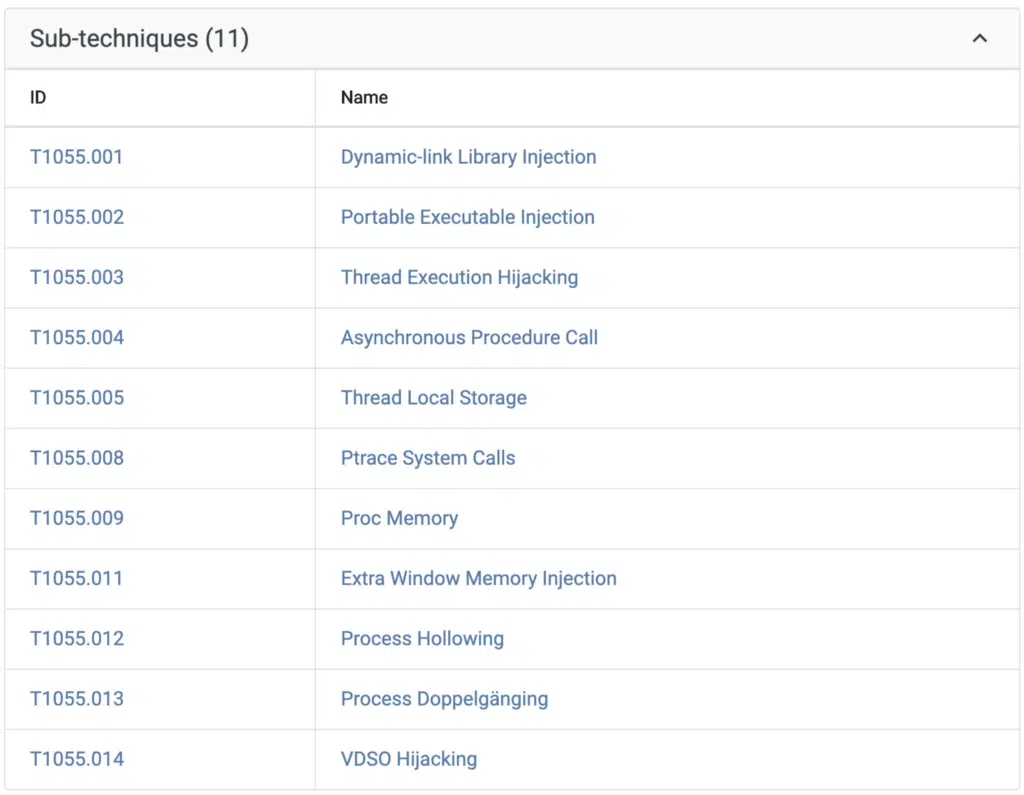 Sub-techniques (11)
ID Name
T1055.001 Dynamic-link Library Injection
T1055.002 Portable Executable Injection
T1055.003 Thread Execution Hijacking
T1055.004 Asynchronous Procedure Call
T1055.005 Thread Local Storage
T1055.008 Ptrace System Calls
T1055.009 Proc Memory
T1055.011 Extra Window Memory Injection
T1055.012 Process Hollowing
T1055.013 Process Doppelgänging
T1055.014 VDSO Hijacking